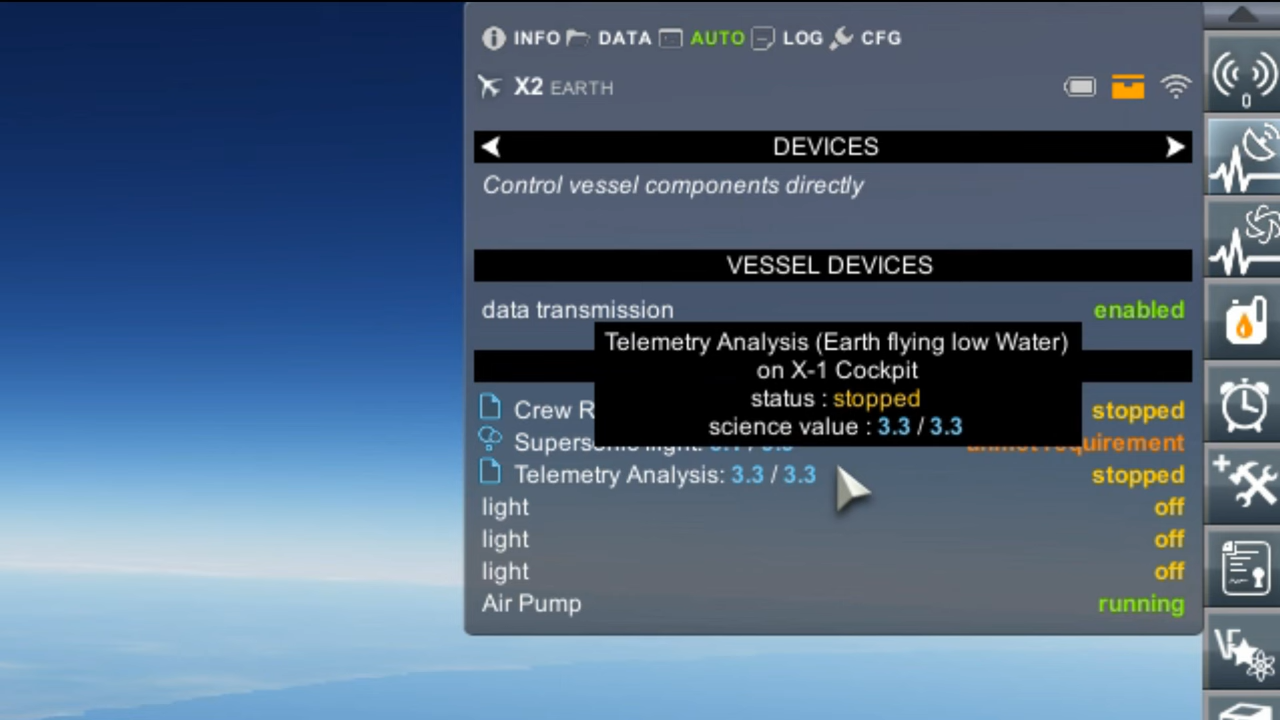 INFO DATA AUTO LOG CFG
X2 EARTH
0
DEVICES
Control vessel components directly
VESSEL DEVICES
data transmission enabled
Telemetry Analysis (Earth flying low Water)
on X-1 Cockpit
status : stopped
science value : 3.3 / 3.3
Crew R stopped
Supersonic flight: requirement
Telemetry Analysis: 3.3 / 3.3 stopped
light off
light off
light off
Air Pump running